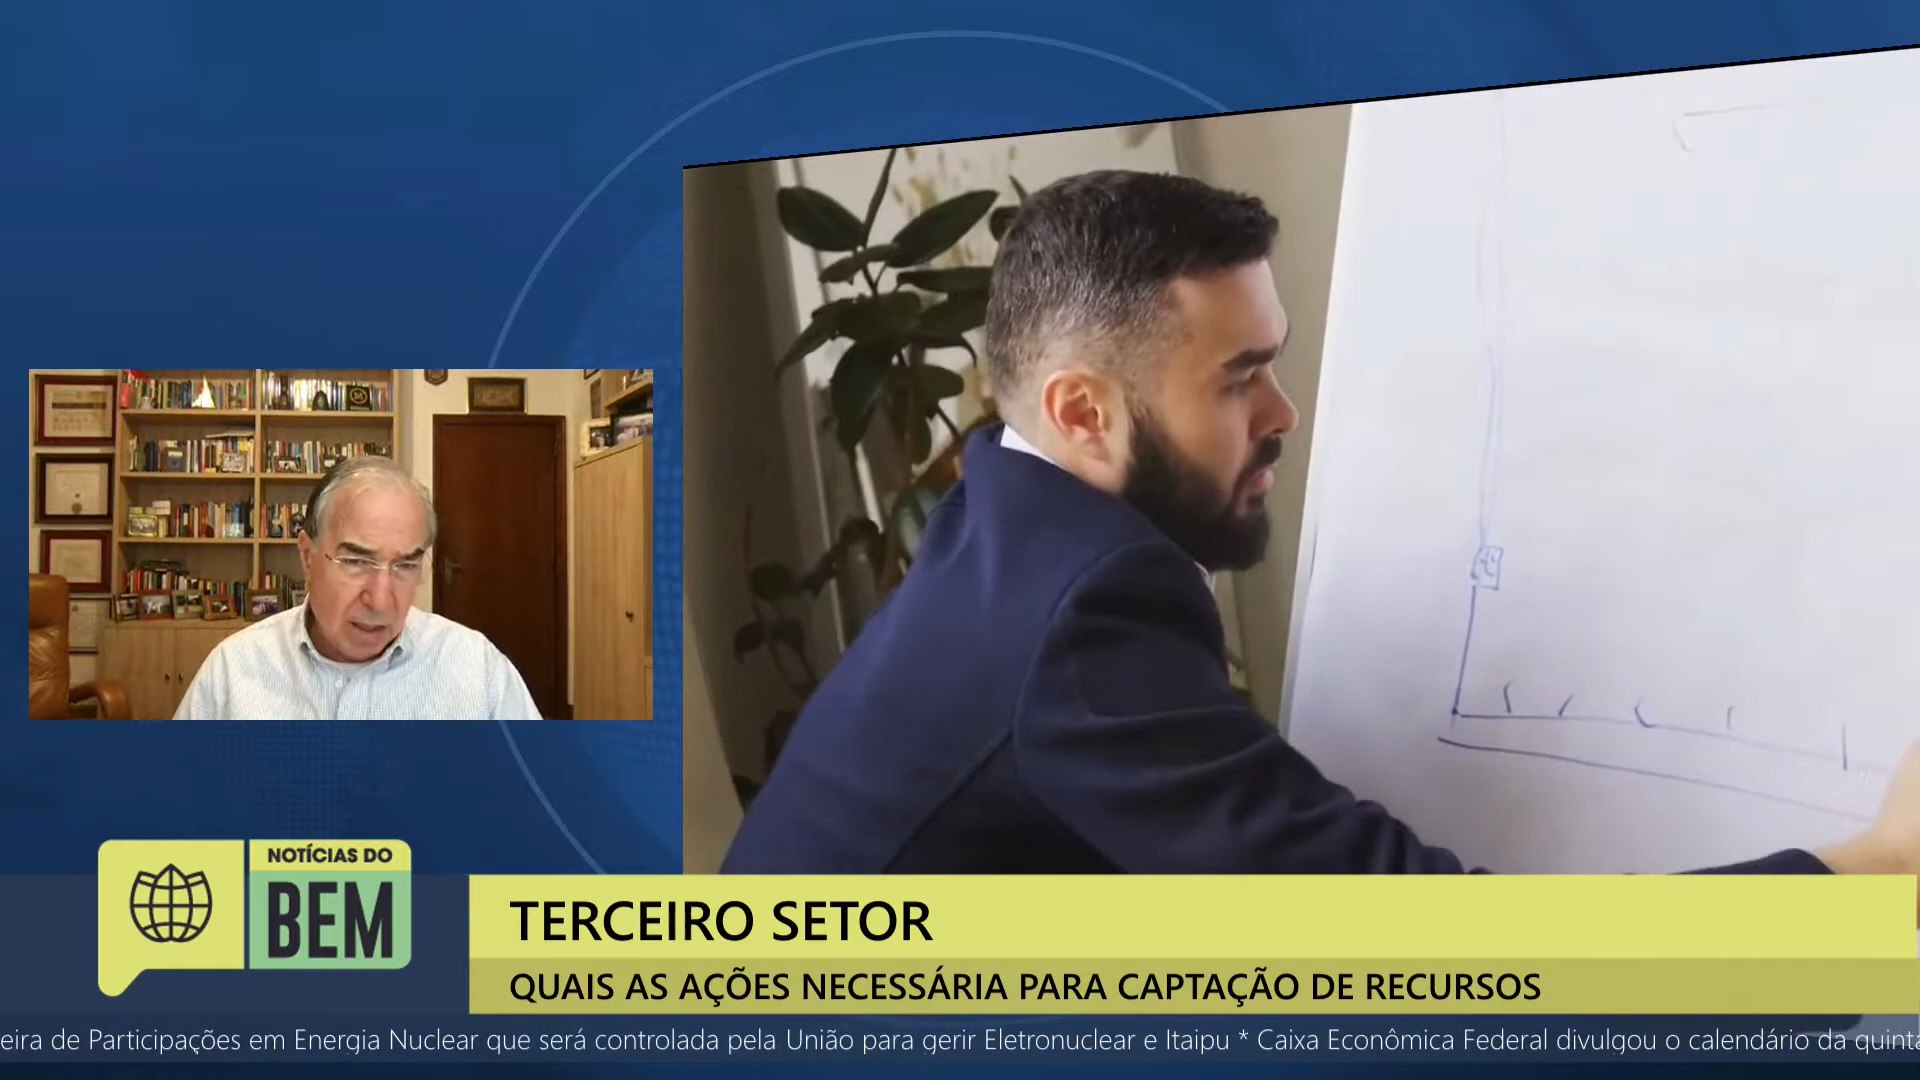 NOTÍCIAS DO
BEM
TERCEIRO SETOR
QUAIS AS AÇÕES NECESSÁRIA PARA CAPTAÇÃO DE RECURSOS
eira de Participações em Energia Nuclear que será controlada pela União para gerir Eletronuclear e Itaipu * Caixa Econômica Federal divulgou o calendário da quinta